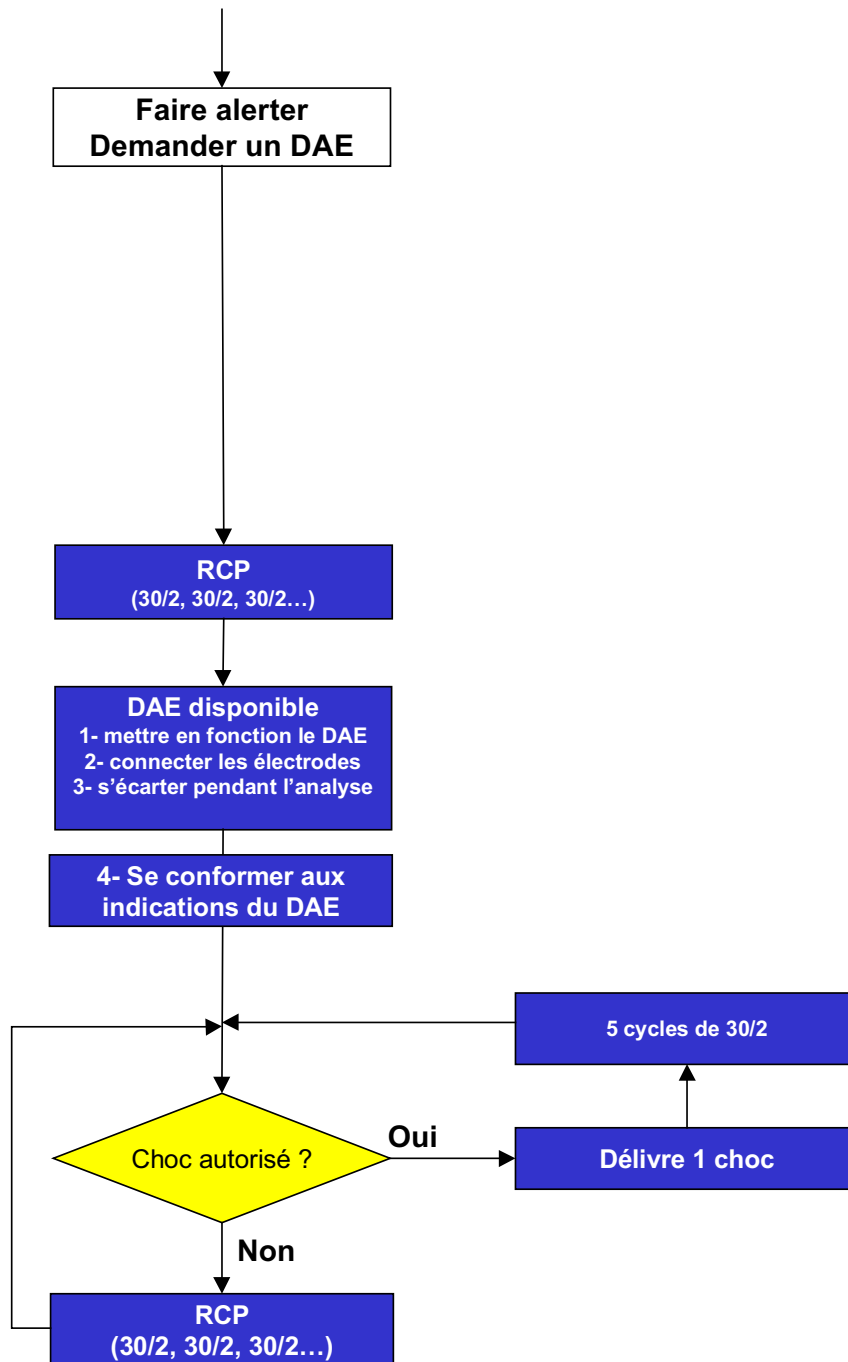 Faire alerter
Demander un DAE
RCP
(30/2, 30/2, 30/2…)
DAE disponible
1- mettre en fonction le DAE
2- connecter les électrodes
3- s’écarter pendant l’analyse
4- Se conformer aux
indications du DAE
5 cycles de 30/2
Choc autorisé ?
Oui
Délivre 1 choc
Non
RCP
(30/2, 30/2, 30/2…)